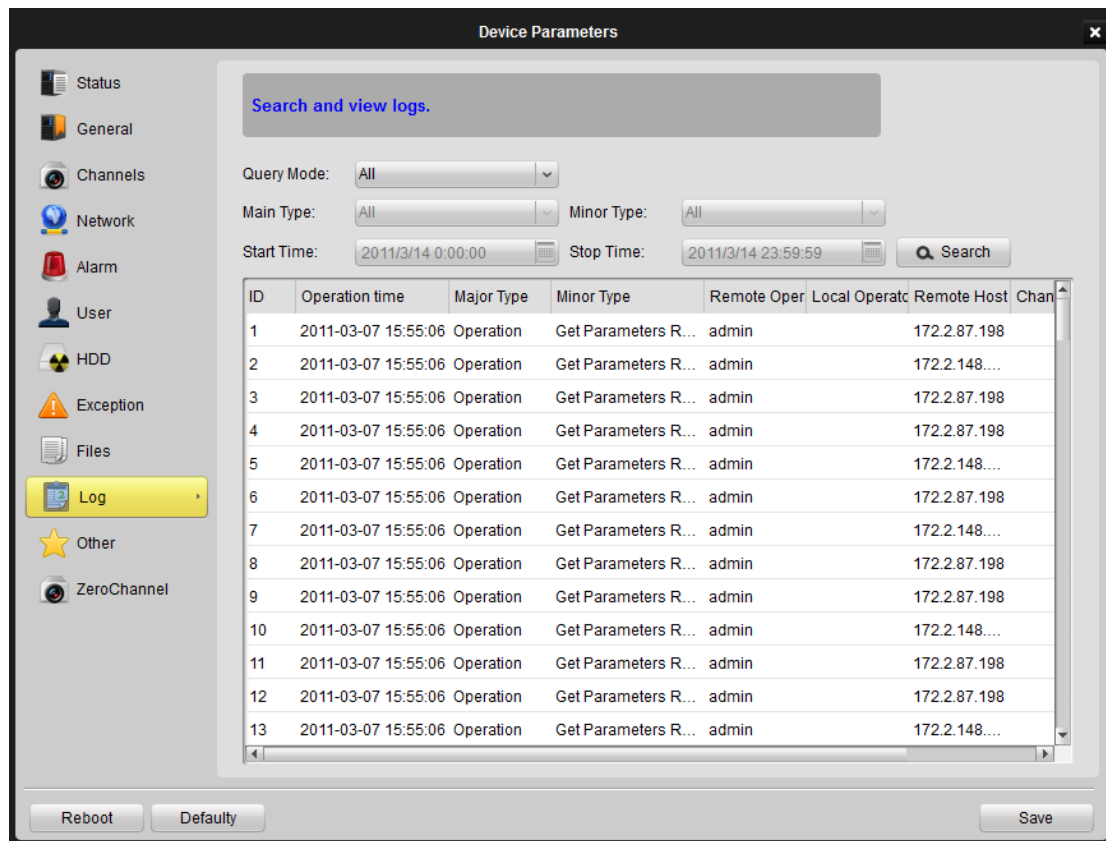 Device Parameters
Status
General
Channels
Network
Alarm
User
HDD
Exception
Files
Log
Other
ZeroChannel
Search and view logs.
Query Mode: All
Main Type: All Minor Type: All
Start Time: 2011/3/14 0:00:00 Stop Time: 2011/3/14 23:59:59 Search
ID Operation time Major Type Minor Type Remote Oper Local Operatc Remote Host Chan
1 2011-03-07 15:55:06 Operation Get Parameters R... admin 172.2.87.198
2 2011-03-07 15:55:06 Operation Get Parameters R... admin 172.2.148....
3 2011-03-07 15:55:06 Operation Get Parameters R... admin 172.2.87.198
4 2011-03-07 15:55:06 Operation Get Parameters R... admin 172.2.87.198
5 2011-03-07 15:55:06 Operation Get Parameters R... admin 172.2.148....
6 2011-03-07 15:55:06 Operation Get Parameters R... admin 172.2.87.198
7 2011-03-07 15:55:06 Operation Get Parameters R... admin 172.2.148....
8 2011-03-07 15:55:06 Operation Get Parameters R... admin 172.2.87.198
9 2011-03-07 15:55:06 Operation Get Parameters R... admin 172.2.87.198
10 2011-03-07 15:55:06 Operation Get Parameters R... admin 172.2.148....
11 2011-03-07 15:55:06 Operation Get Parameters R... admin 172.2.87.198
12 2011-03-07 15:55:06 Operation Get Parameters R... admin 172.2.87.198
13 2011-03-07 15:55:06 Operation Get Parameters R... admin 172.2.148....
Reboot Defaulty Save